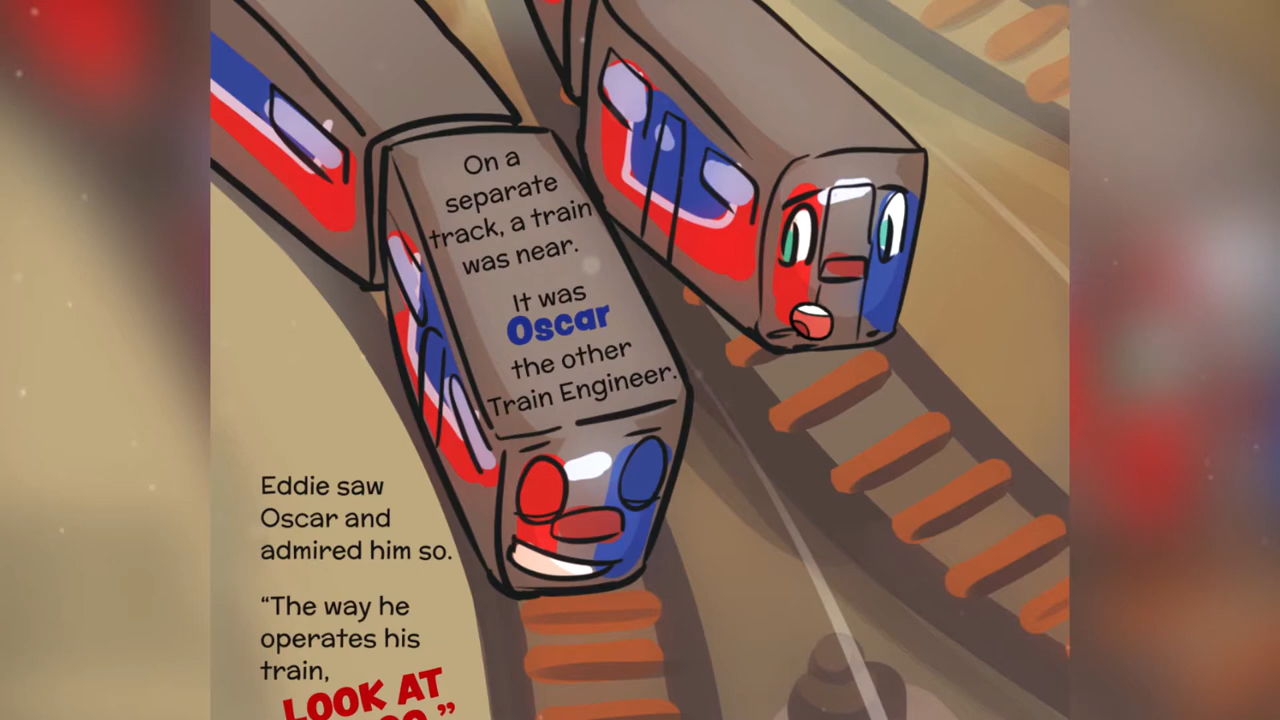 On a
separate
track, a train
was near.
It was
Oscar
the other
Train Engineer.
Eddie saw
Oscar and
admired him so.
“The way he
operates his
train,
LOOK AT